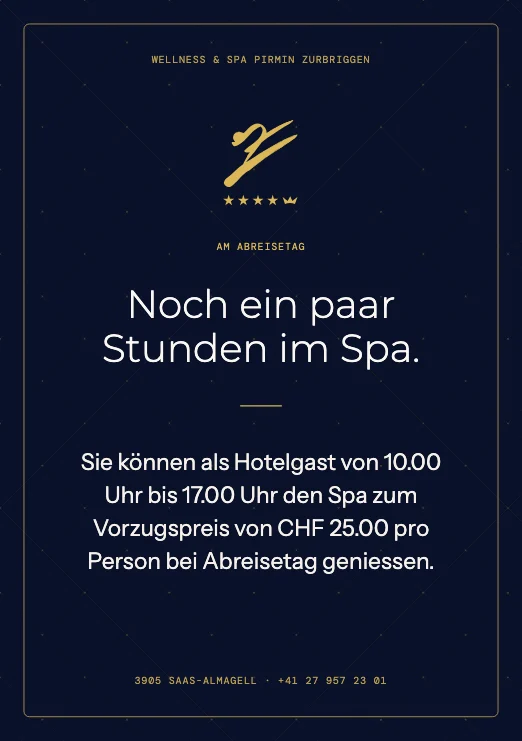 WELLNESS & SPA PIRMIN ZURBRIGGEN
AM ABREISETAG
Noch ein paar
Stunden im Spa.
Sie können als Hotelgast von 10.00
Uhr bis 17.00 Uhr den Spa zum
Vorzugspreis von CHF 25.00 pro
Person bei Abreisetag geniessen.
3905 SAAS-ALMAGELL · +41 27 957 23 01